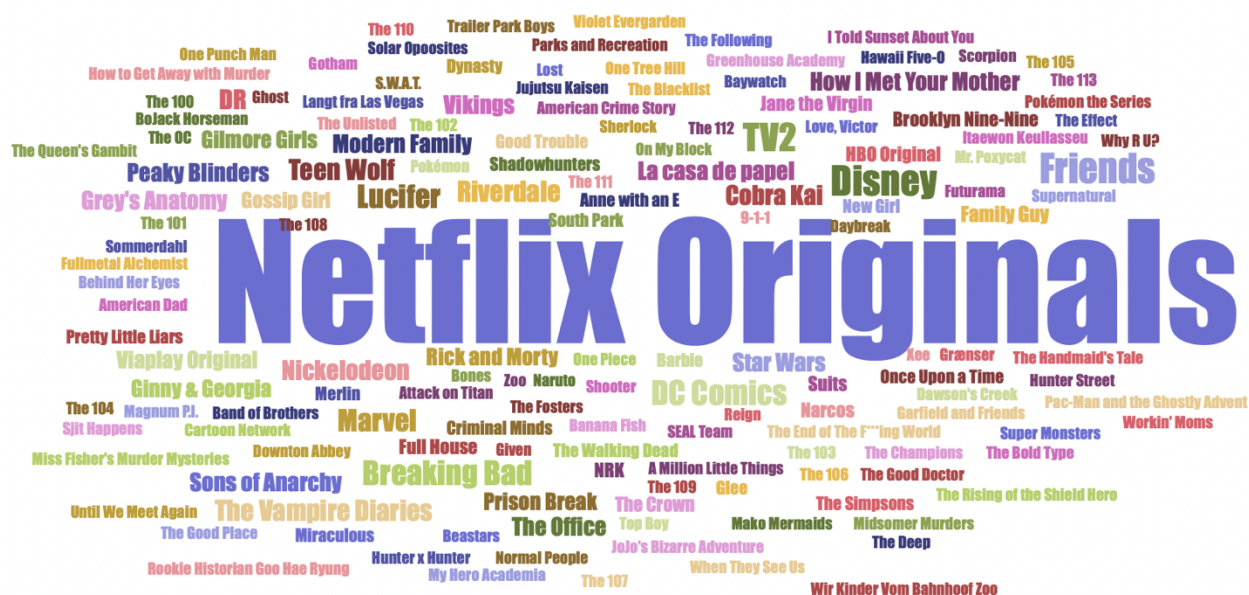 Violet Evergarden
The 110
Trailer Park Boys
I Told Sunset About You
Solar Opoosites
Parks and Recreation
The Following
One Punch Man
Gotham
Dynasty
Lost
One Tree Hill
Greenhouse Academy
Hawaii Five-O
Scorpion
The 105
How to Get Away with Murder
S.W.A.T.
Jujutsu Kaisen
The Blacklist
Baywatch
How I Met Your Mother
The 113
The 100
DR
Ghost
Langt fra Las Vegas
Vikings
American Crime Story
Jane the Virgin
Pokémon the Series
BoJack Horseman
The Unlisted
The 102
Sherlock
The 112
TV2
Love, Victor
Brooklyn Nine-Nine
The Effect
The Queen's Gambit
The OC
Gilmore Girls
Modern Family
Good Trouble
On My Block
HBO Original
Itaewon Keullasseu
Why R U?
Peaky Blinders
Teen Wolf
Pokémon
Shadowhunters
La casa de papel
Mr. Poxycat
Friends
Grey's Anatomy
Gossip Girl
Lucifer
Riverdale
The 111
Anne with an E
Cobra Kai
Disney
Futurama
Supernatural
The 101
The 108
South Park
9-1-1
New Girl
Daybreak
Family Guy
Sommerdahl
Fullmetal Alchemist
Behind Her Eyes
American Dad
Netflix Originals
Pretty Little Liars
Viaplay Original
Nickelodeon
Rick and Morty
One Piece
Barbie
Star Wars
Xee
Grænser
The Handmaid's Tale
Ginny & Georgia
Merlin
Bones
Zoo
Naruto
Shooter
DC Comics
Suits
Once Upon a Time
Hunter Street
Attack on Titan
Dawson's Creek
The 104
Magnum P.I.
Band of Brothers
Marvel
The Fosters
Reign
Narcos
Garfield and Friends
Pac-Man and the Ghostly Advent
Sjit Happens
Cartoon Network
Criminal Minds
Banana Fish
SEAL Team
The End of The F***ing World
Super Monsters
Workin' Moms
Miss Fisher's Murder Mysteries
Downton Abbey
Full House
Given
The Walking Dead
The 103
The Champions
The Bold Type
Sons of Anarchy
Breaking Bad
NRK
A Million Little Things
The 106
The Good Doctor
The 109
Glee
The Rising of the Shield Hero
Until We Meet Again
The Vampire Diaries
Prison Break
The Crown
The Simpsons
The Good Place
Miraculous
Beastars
The Office
Top Boy
Mako Mermaids
Midsomer Murders
JoJo's Bizarre Adventure
The Deep
Hunter x Hunter
Normal People
Rookie Historian Goo Hae Ryung
My Hero Academia
The 107
When They See Us
Wir Kinder Vom Bahnhoof Zoo